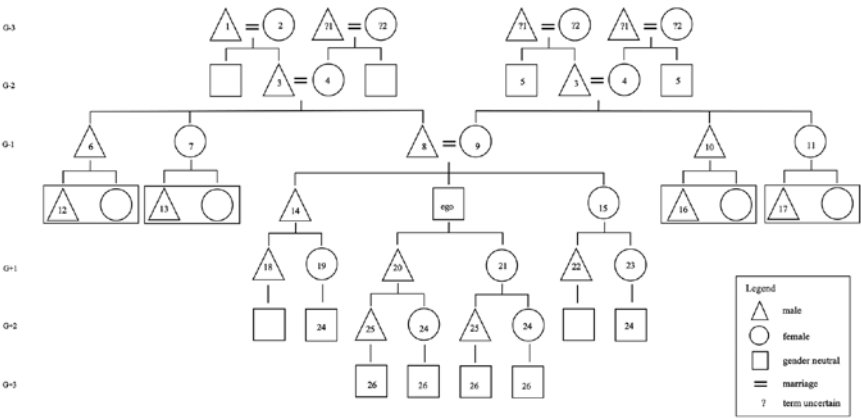 G-3 1 2 ?1 ?2 ?1 ?2 ?1 ?2
G-2 3 4 5 3 4 5
G-1 6 7 8 9 10 11
12 13 14 ego 15 16 17
G+1 18 19 20 21 22 23
G+2 24 25 24 25 24 24
G+3 26 26 26 26
Legend
male
female
gender neutral
marriage
? term uncertain